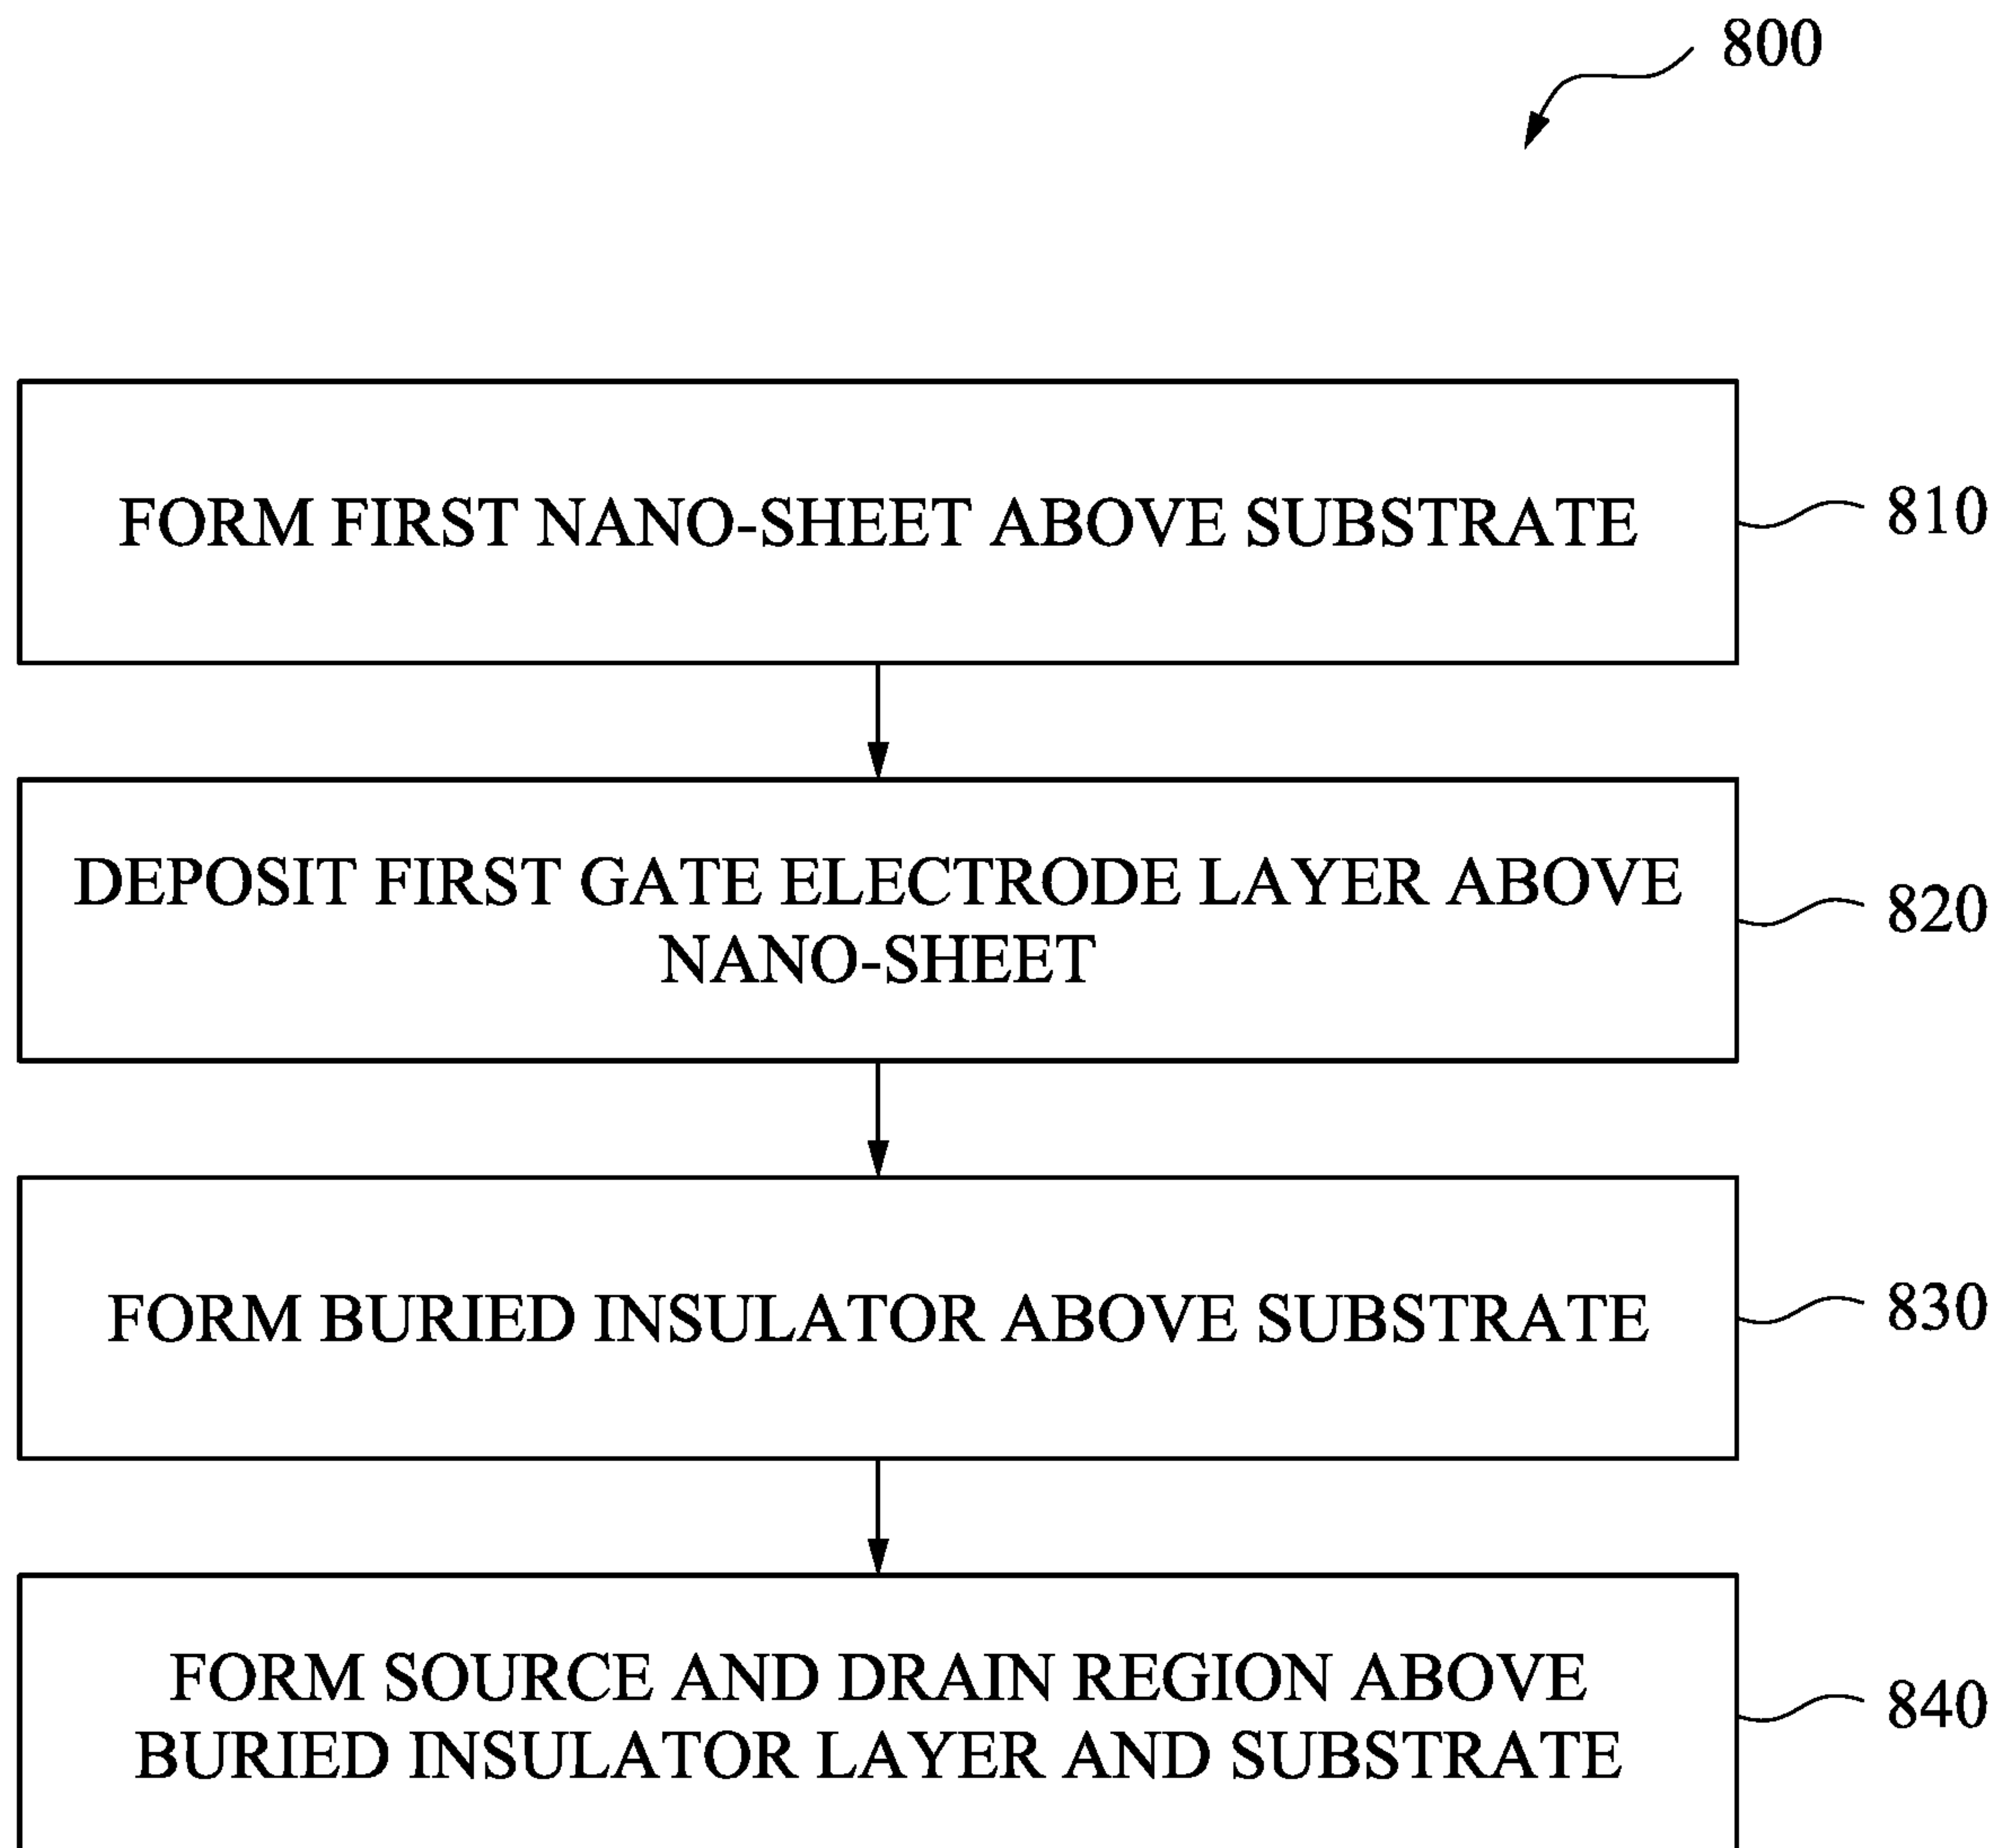 800
FORM FIRST NANO-SHEET ABOVE SUBSTRATE
810
DEPOSIT FIRST GATE ELECTRODE LAYER ABOVE
NANO-SHEET
820
FORM BURIED INSULATOR ABOVE SUBSTRATE
830
FORM SOURCE AND DRAIN REGION ABOVE
BURIED INSULATOR LAYER AND SUBSTRATE
840